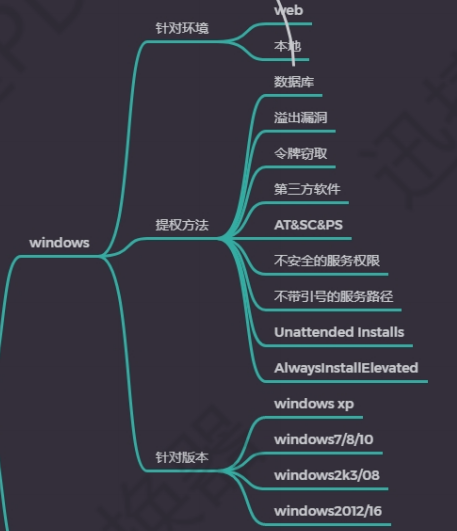 web
针对环境
本地
数据库
溢出漏洞
令牌窃取
第三方软件
提权方法
AT&SC&PS
windows
不安全的服务权限
不带引号的服务路径
Unattended Installs
AlwaysInstallElevated
windows xp
windows7/8/10
针对版本
windows2k3/08
windows2012/16